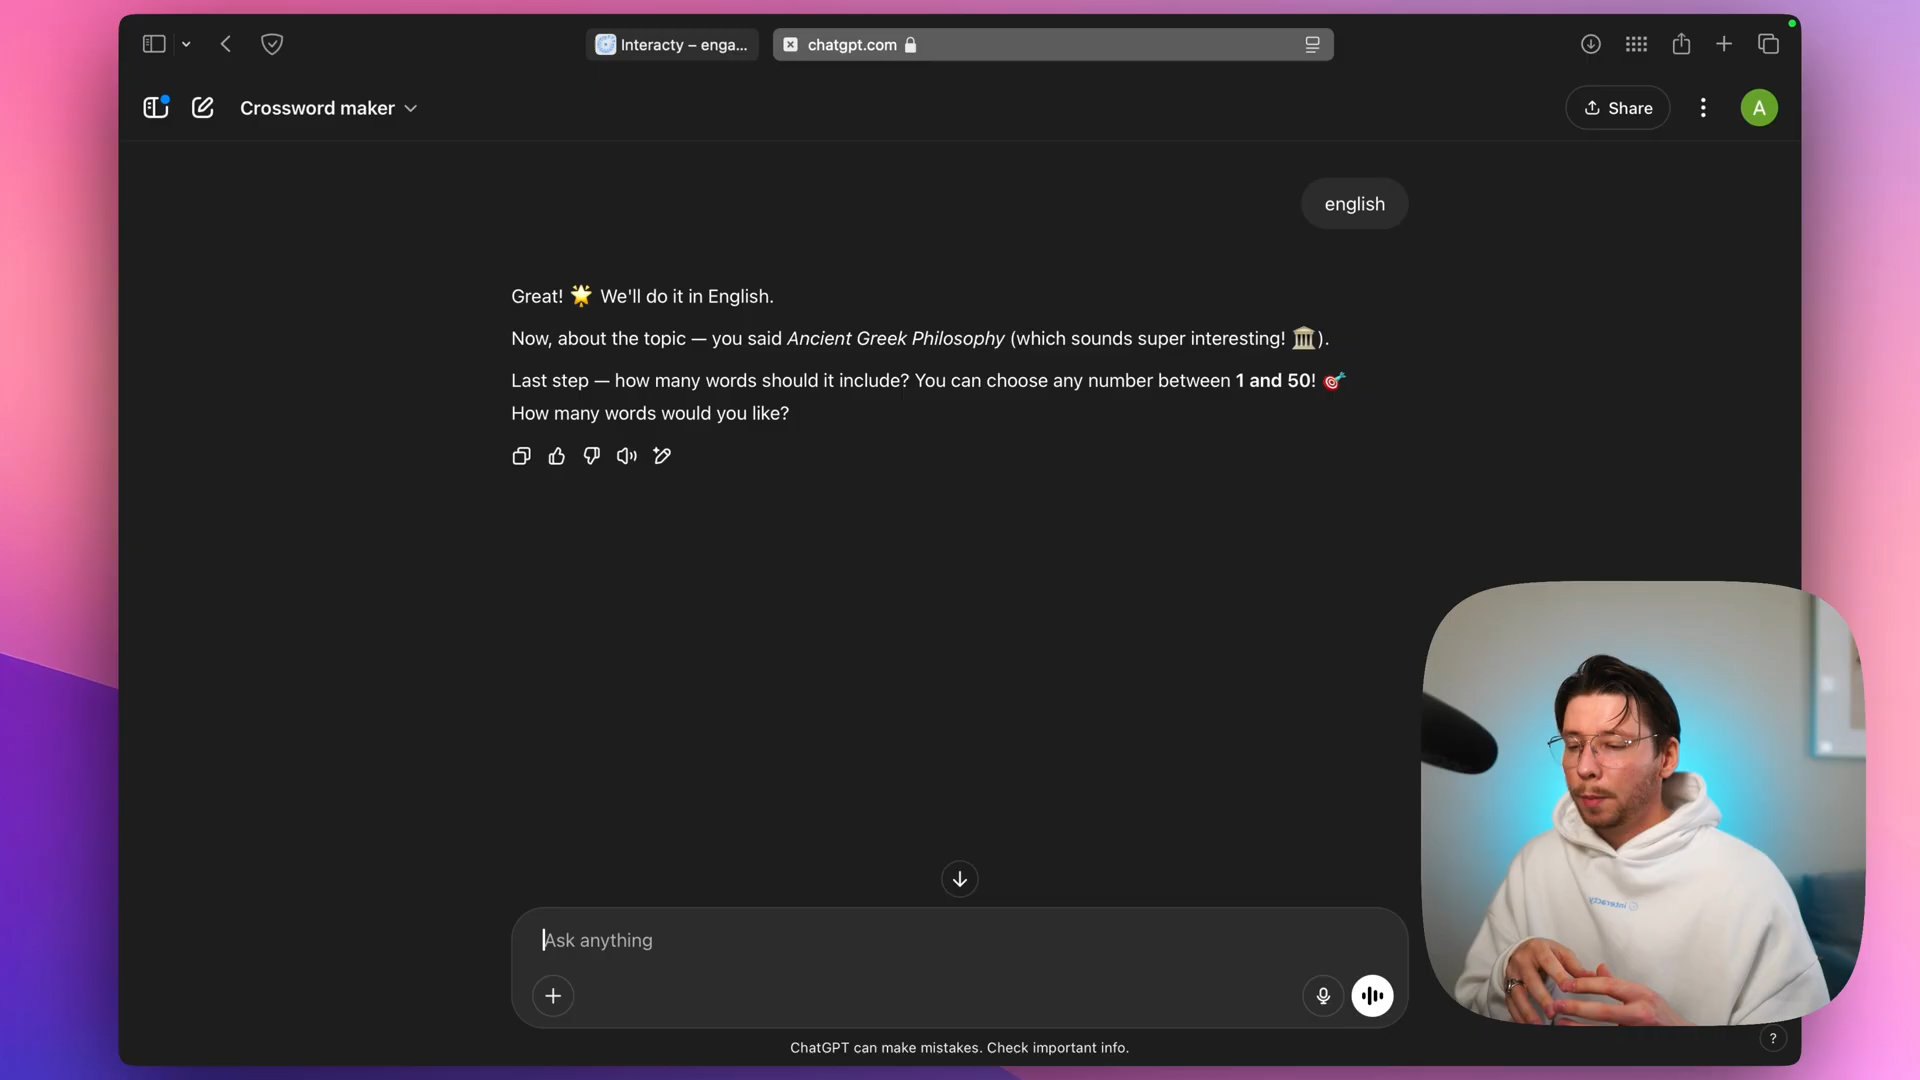 Interacty – enga...
chatgpt.com
Crossword maker
Share
A
english
Great! 🌟 We'll do it in English.
Now, about the topic — you said Ancient Greek Philosophy (which sounds super interesting! 🏛️).
Last step — how many words should it include? You can choose any number between 1 and 50! 🎯
How many words would you like?
Ask anything
ChatGPT can make mistakes. Check important info.
?
interacty